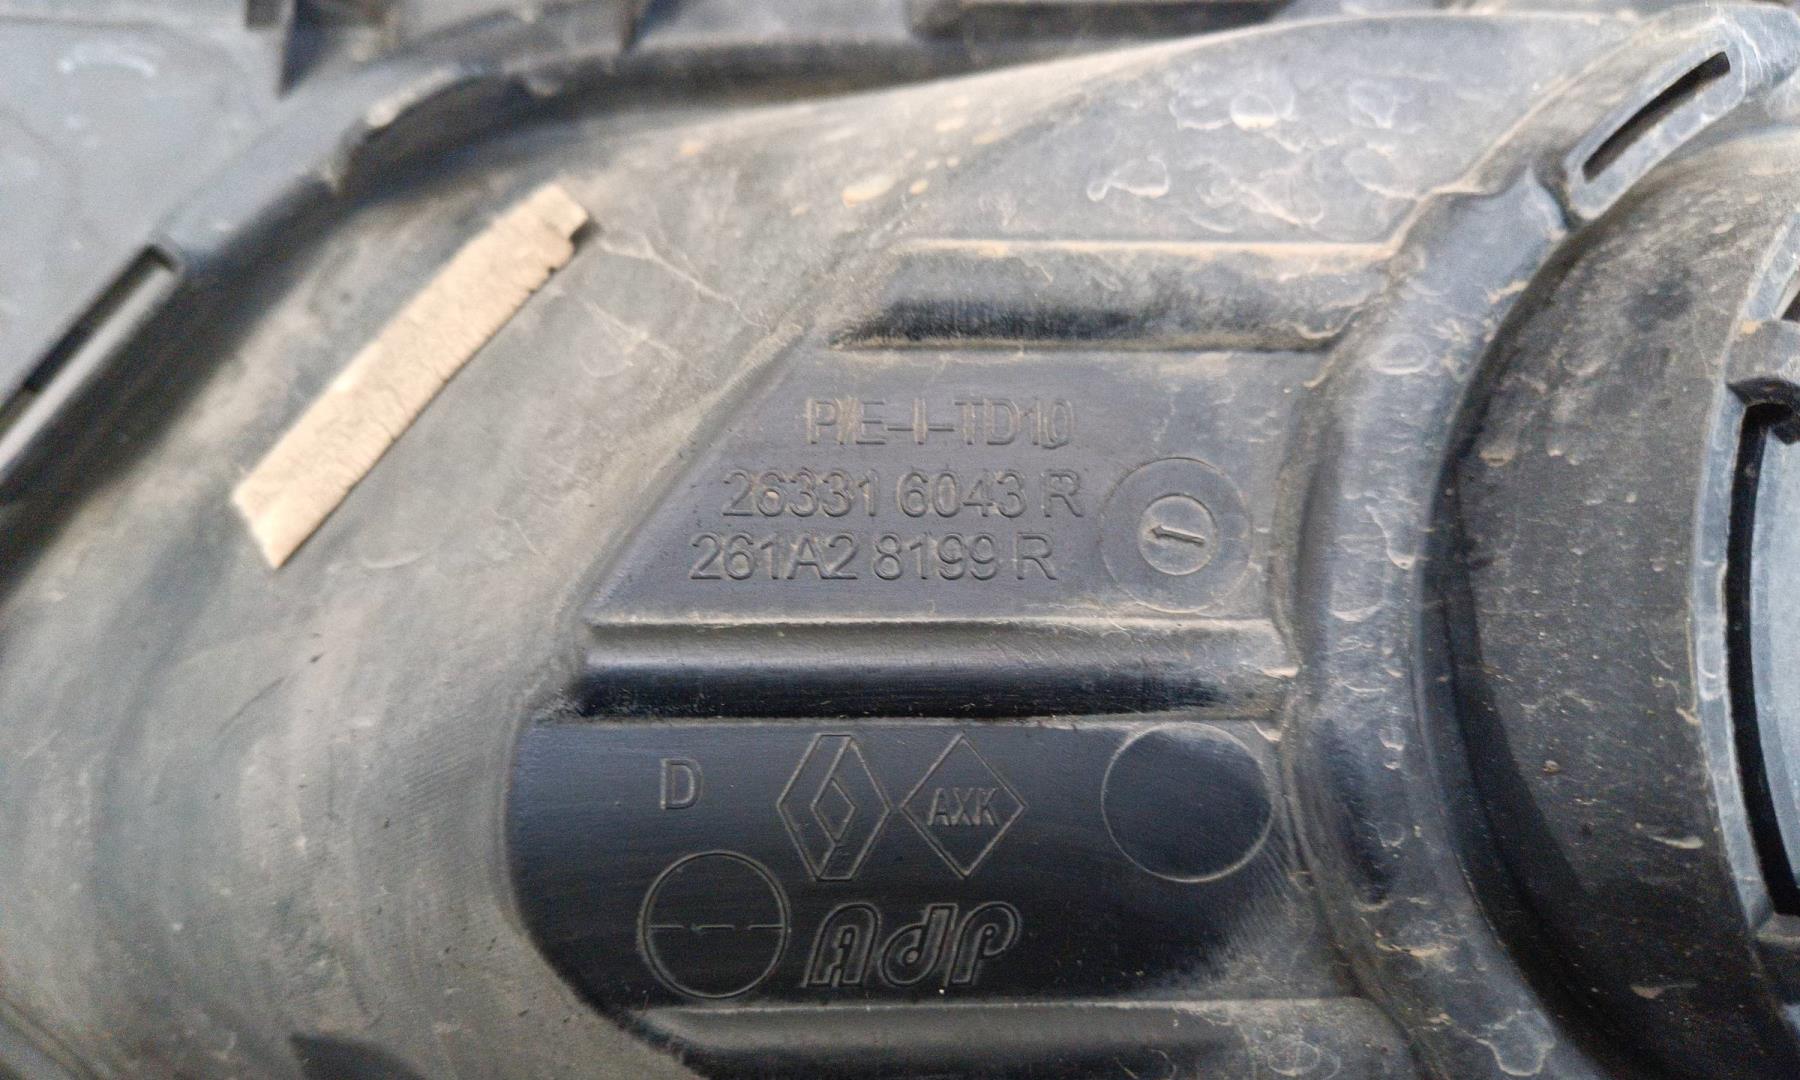 P/E-I-TD10
26331 6043 R
261A2 8199 R
D
AXK
AdP